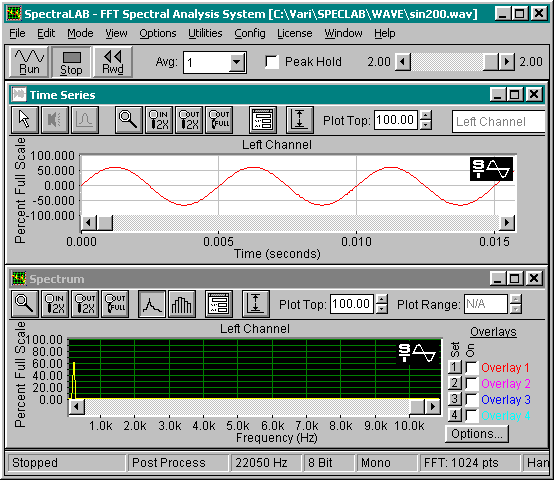 SpectraLAB - FFT Spectral Analysis System [C:\Vari\SPECLAB\WAVE\sin200.wav]
File Edit Mode View Options Utilities Config License Window Help
Run Stop Rwd Avg: 1 Peak Hold 2.00 2.00
Time Series
IN 2X OUT 2X OUT FULL Plot Top: 100.00 Left Channel
Left Channel
Percent Full Scale
100.000
50.000
0.000
-50.000
-100.000
ST
0.000 0.005 0.010 0.015
Time (seconds)
Spectrum
IN 2X OUT 2X OUT FULL Plot Top: 100.00 Plot Range: N/A
Left Channel
Overlays
Set On
Percent Full Scale
100.00
80.00
60.00
40.00
20.00
0.00
ST
1 Overlay 1
2 Overlay 2
3 Overlay 3
4 Overlay 4
1.0k 2.0k 3.0k 4.0k 5.0k 6.0k 7.0k 8.0k 9.0k 10.0k
Frequency (Hz)
Options...
Stopped Post Process 22050 Hz 8 Bit Mono FFT: 1024 pts Han